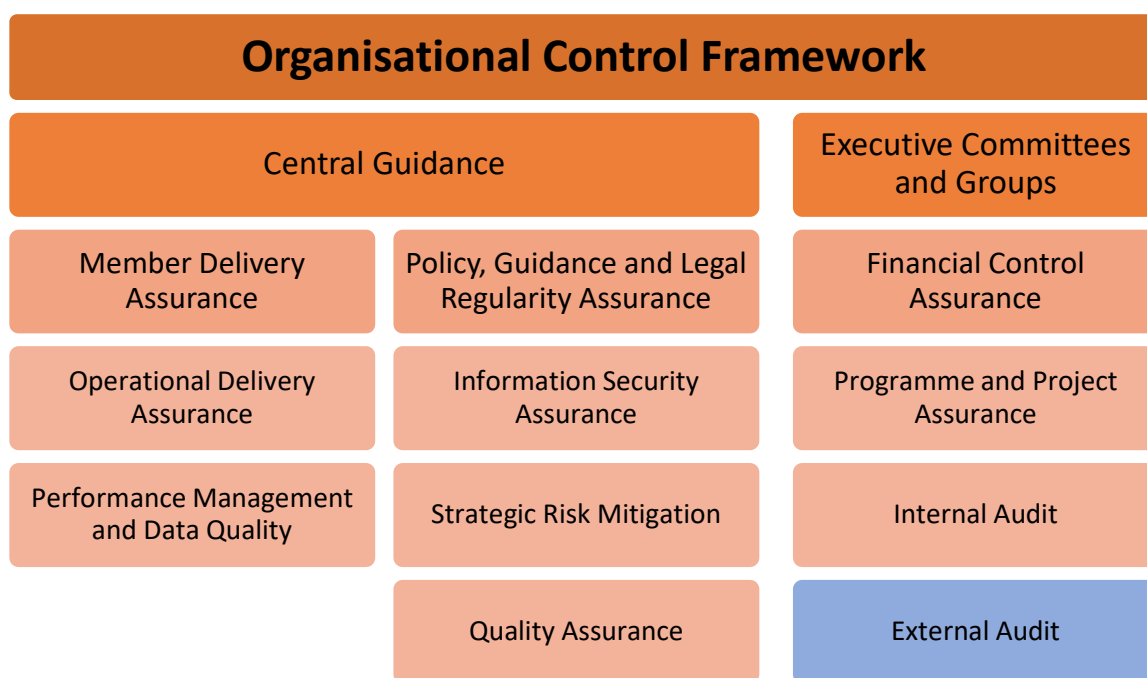 Organisational Control Framework
Central Guidance
Executive Committees
and Groups
Member Delivery
Assurance
Policy, Guidance and Legal
Regularity Assurance
Financial Control
Assurance
Operational Delivery
Assurance
Information Security
Assurance
Programme and Project
Assurance
Performance Management
and Data Quality
Strategic Risk Mitigation
Internal Audit
Quality Assurance
External Audit